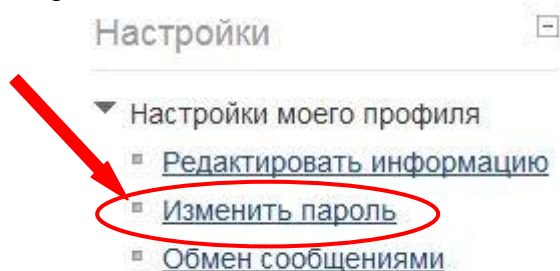 Настройки
Настройки моего профиля
Редактировать информацию
Изменить пароль
Обмен сообщениями